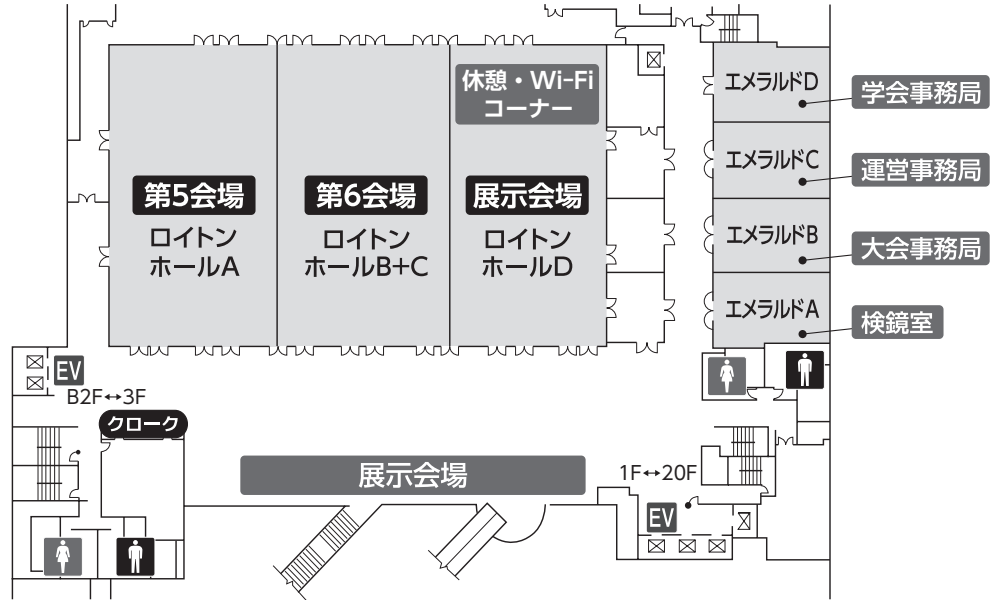 休憩・Wi-Fi
コーナー
エメラルドD
学会事務局
エメラルドC
運営事務局
第5会場
第6会場
展示会場
ロイトン
ホールA
ロイトン
ホールB+C
ロイトン
ホールD
エメラルドB
大会事務局
エメラルドA
検鏡室
EV
B2F↔3F
クローク
展示会場
1F↔20F
EV